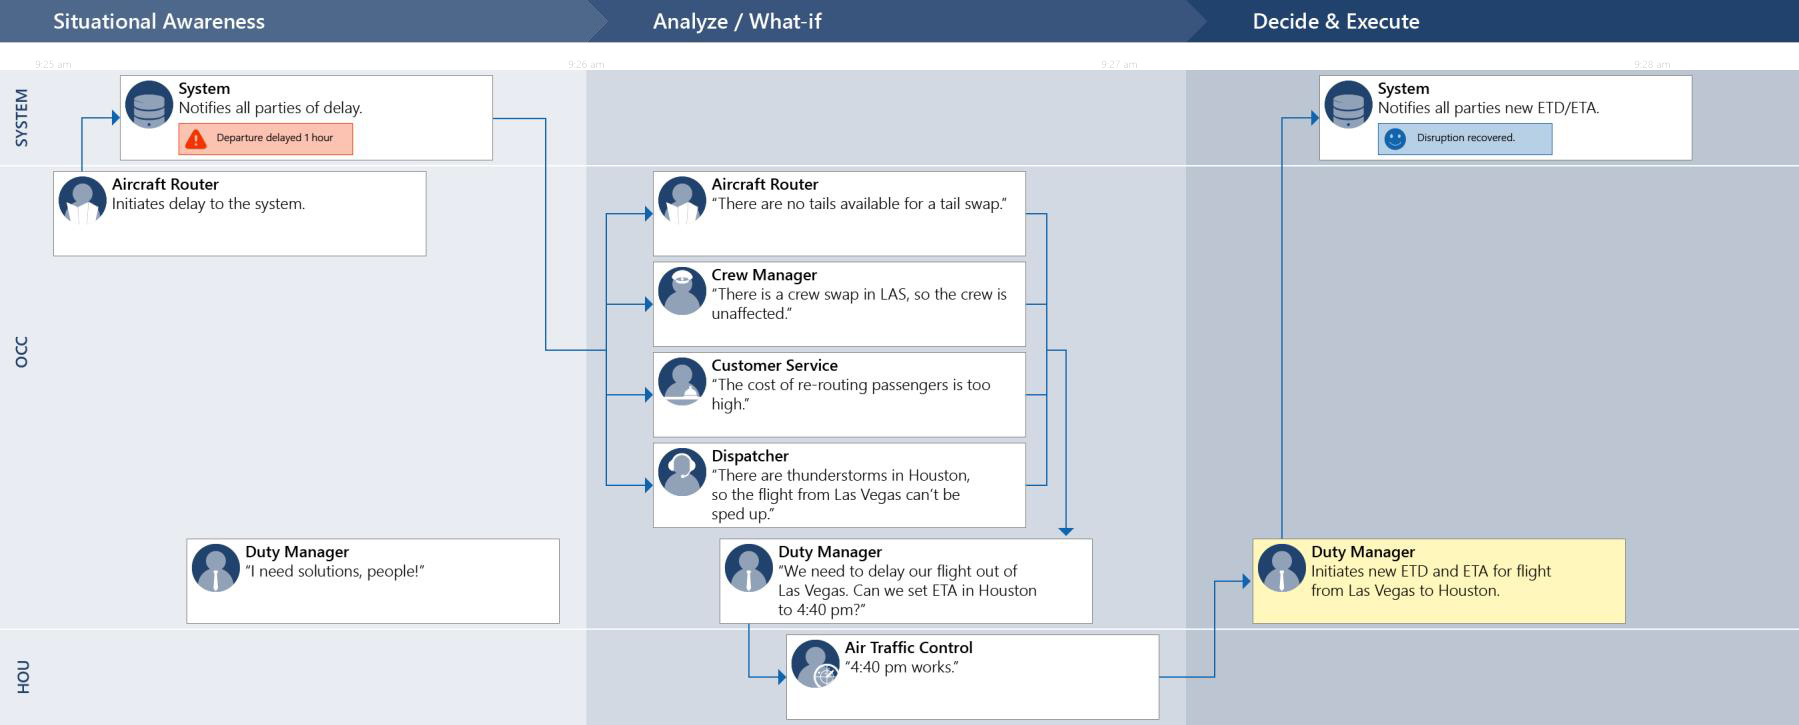 Situational Awareness
Analyze / What-if
Decide & Execute
9:25 am
9:26 am
9:27 am
9:28 am
SYSTEM
System
Notifies all parties of delay.
Departure delayed 1 hour
System
Notifies all parties new ETD/ETA.
Disruption recovered.
OCC
Aircraft Router
Initiates delay to the system.
Aircraft Router
“There are no tails available for a tail swap.”
Crew Manager
“There is a crew swap in LAS, so the crew is
unaffected.”
Customer Service
“The cost of re-routing passengers is too
high.”
Dispatcher
“There are thunderstorms in Houston,
so the flight from Las Vegas can’t be
sped up.”
Duty Manager
“I need solutions, people!”
Duty Manager
“We need to delay our flight out of
Las Vegas. Can we set ETA in Houston
to 4:40 pm?”
Duty Manager
Initiates new ETD and ETA for flight
from Las Vegas to Houston.
HOU
Air Traffic Control
“4:40 pm works.”